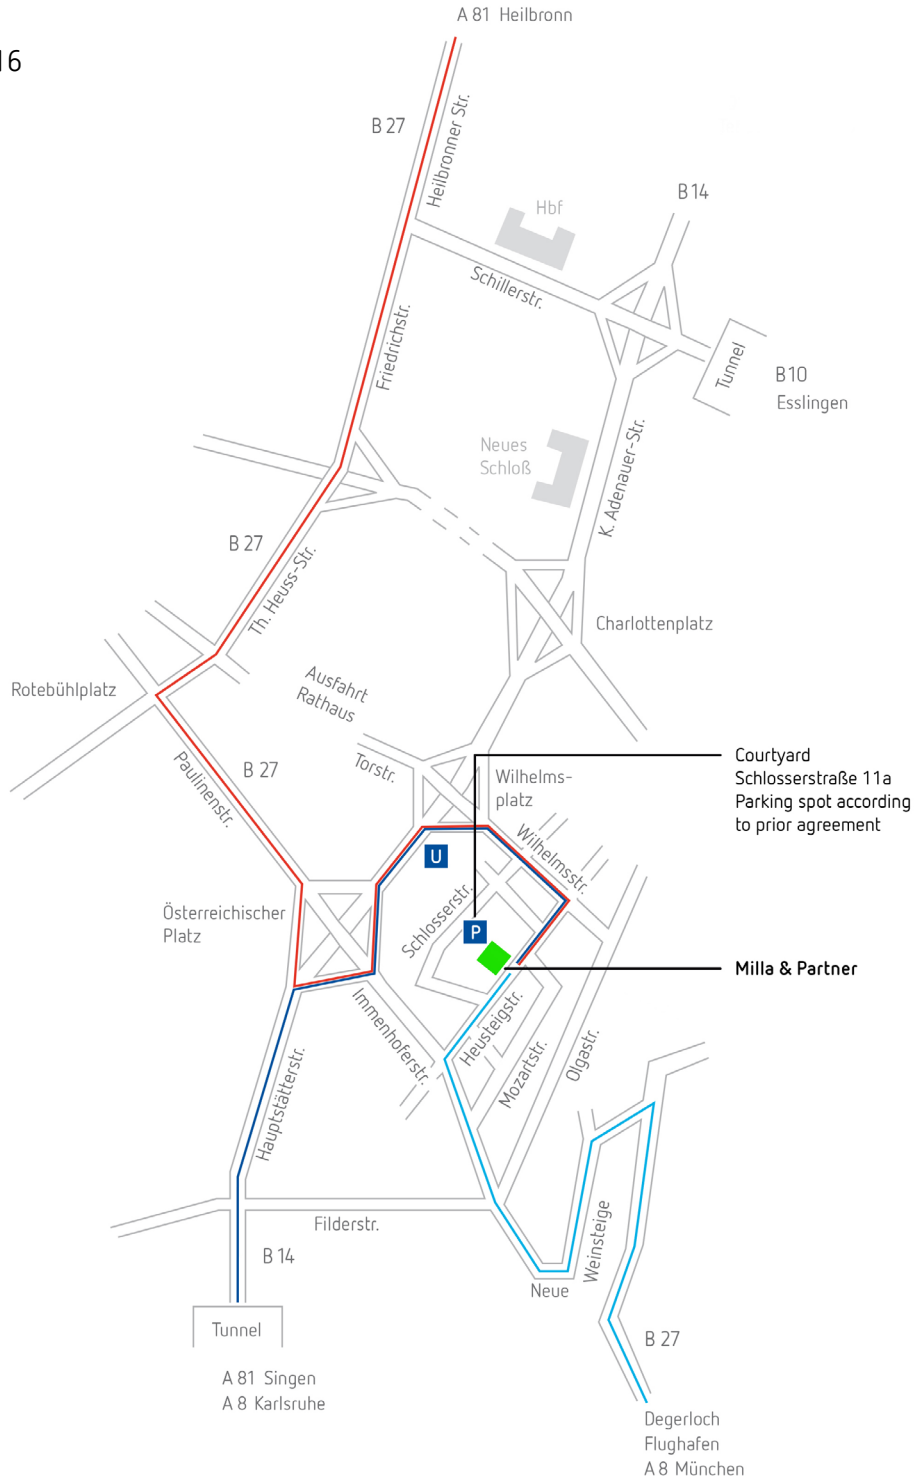 A 81 Heilbronn
16
B 27
Heilbronner Str.
B 14
Hbf
Schillerstr.
Friedrichstr.
Tunnel
B10
Esslingen
Neues
Schloß
K. Adenauer-Str.
B 27
Th. Heuss-Str.
Charlottenplatz
Rotebühlplatz
Ausfahrt
Rathaus
B 27
Paulinenstr.
Torstr.
Wilhelms-
platz
Courtyard
Schlosserstraße 11a
Parking spot according
to prior agreement
Wilhelmsstr.
U
Schlosserstr.
Österreichischer
Platz
P
Milla & Partner
Immenhoferstr.
Heusteigstr.
Mozartstr.
Olgastr.
Hauptstätterstr.
Filderstr.
Weinsteige
B 14
Neue
Tunnel
B 27
A 81 Singen
A 8 Karlsruhe
Degerloch
Flughafen
A 8 München